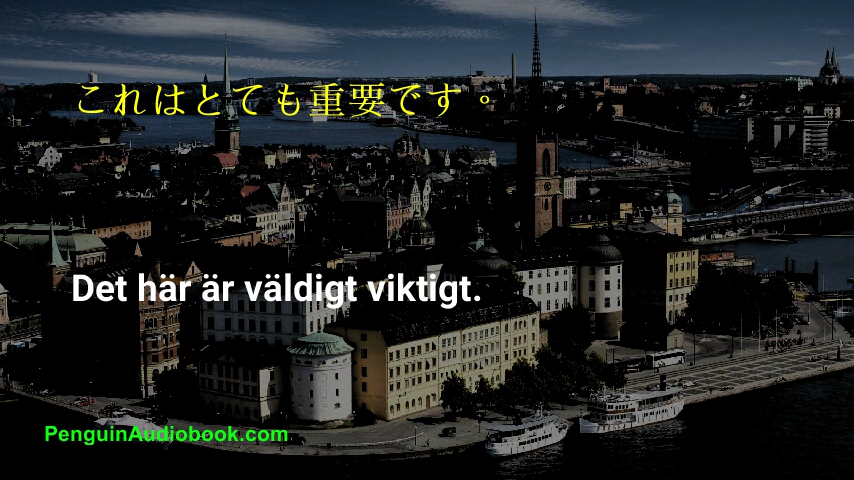 これはとても重要です。
Det här är väldigt viktigt.
PenguinAudiobook.com